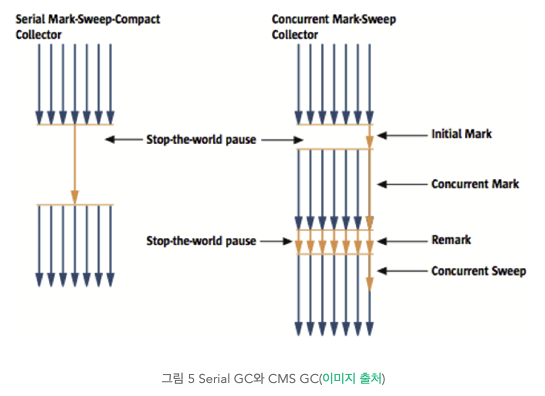 Serial Mark-Sweep-Compact
Collector
Concurrent Mark-Sweep
Collector
Stop-the-world pause
Initial Mark
Concurrent Mark
Stop-the-world pause
Remark
Concurrent Sweep
그림 5 Serial GC와 CMS GC(이미지 출처)